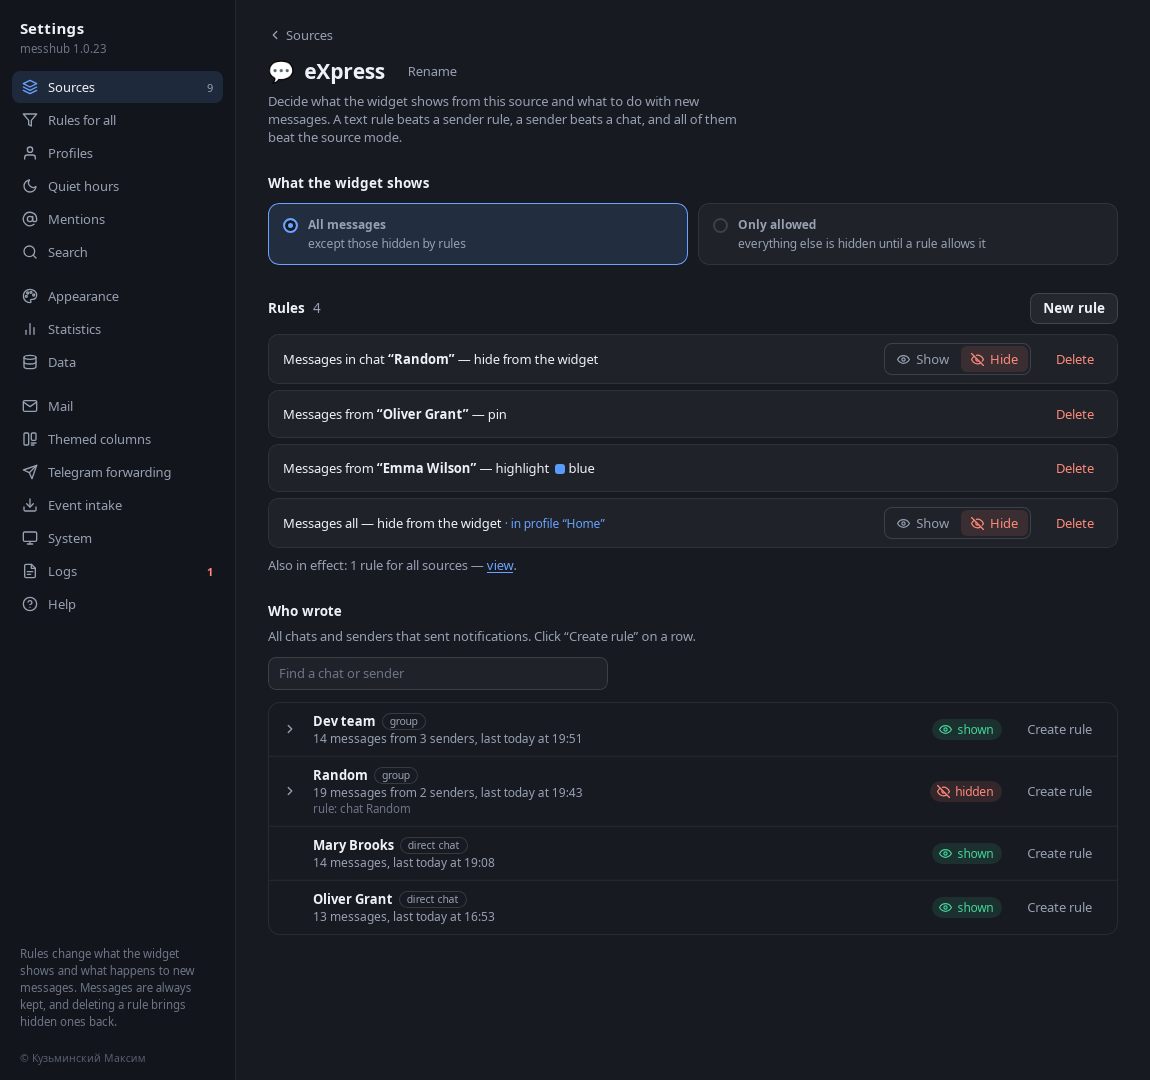 Settings
messhub 1.0.23
Sources 9
Rules for all
Profiles
Quiet hours
Mentions
Search
Appearance
Statistics
Data
Mail
Themed columns
Telegram forwarding
Event intake
System
Logs 1
Help
Rules change what the widget
shows and what happens to new
messages. Messages are always
kept, and deleting a rule brings
hidden ones back.
© Кузьминский Максим
Sources
eXpress Rename
Decide what the widget shows from this source and what to do with new
messages. A text rule beats a sender rule, a sender beats a chat, and all of them
beat the source mode.
What the widget shows
All messages
except those hidden by rules
Only allowed
everything else is hidden until a rule allows it
Rules 4 New rule
Messages in chat “Random” — hide from the widget Show Hide Delete
Messages from “Oliver Grant” — pin Delete
Messages from “Emma Wilson” — highlight blue Delete
Messages all — hide from the widget · in profile “Home” Show Hide Delete
Also in effect: 1 rule for all sources — view.
Who wrote
All chats and senders that sent notifications. Click “Create rule” on a row.
Find a chat or sender
Dev team group
14 messages from 3 senders, last today at 19:51
shown Create rule
Random group
19 messages from 2 senders, last today at 19:43
rule: chat Random
hidden Create rule
Mary Brooks direct chat
14 messages, last today at 19:08
shown Create rule
Oliver Grant direct chat
13 messages, last today at 16:53
shown Create rule